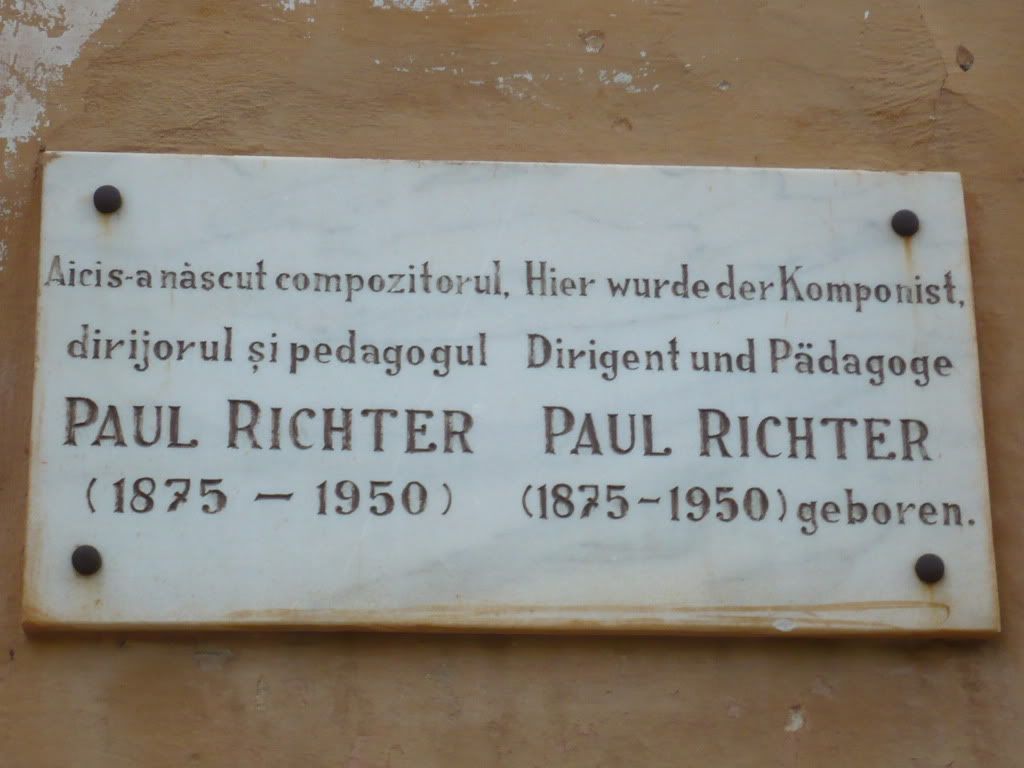 Aici s-a născut compozitorul,
dirijorul și pedagogul
PAUL RICHTER
(1875 – 1950)
Hier wurde der Komponist,
Dirigent und Pädagoge
PAUL RICHTER
(1875-1950) geboren.